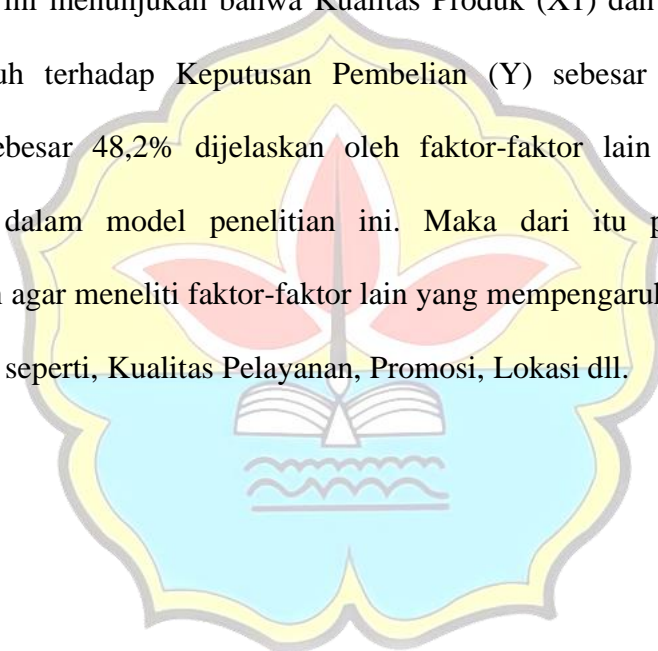 ini menunjukan bahwa Kualitas Produk (X1) dan
terhadap Keputusan Pembelian (Y) sebesar
sebesar 48,2% dijelaskan oleh faktor-faktor lain
dalam model penelitian ini. Maka dari itu p
agar meneliti faktor-faktor lain yang mempengaruh
seperti, Kualitas Pelayanan, Promosi, Lokasi dll.